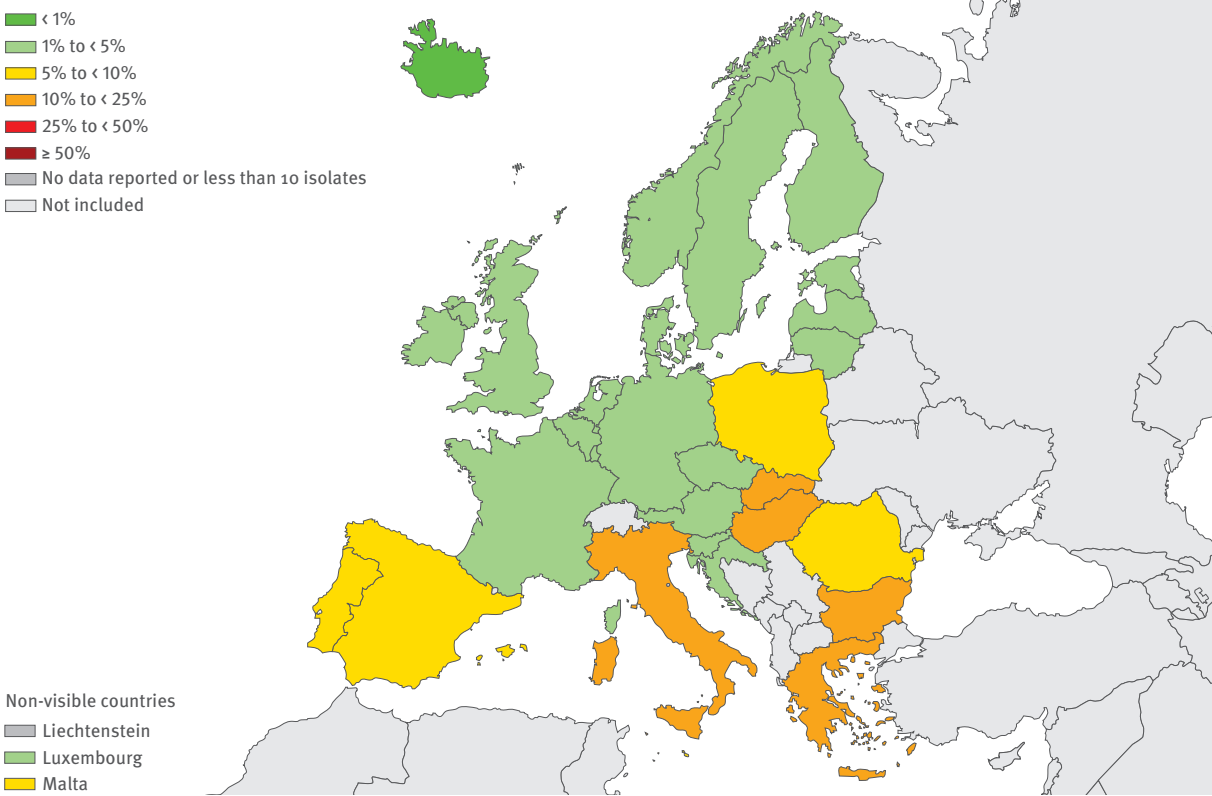 < 1%
1% to < 5%
5% to < 10%
10% to < 25%
25% to < 50%
≥ 50%
No data reported or less than 10 isolates
Not included
Non-visible countries
Liechtenstein
Luxembourg
Malta